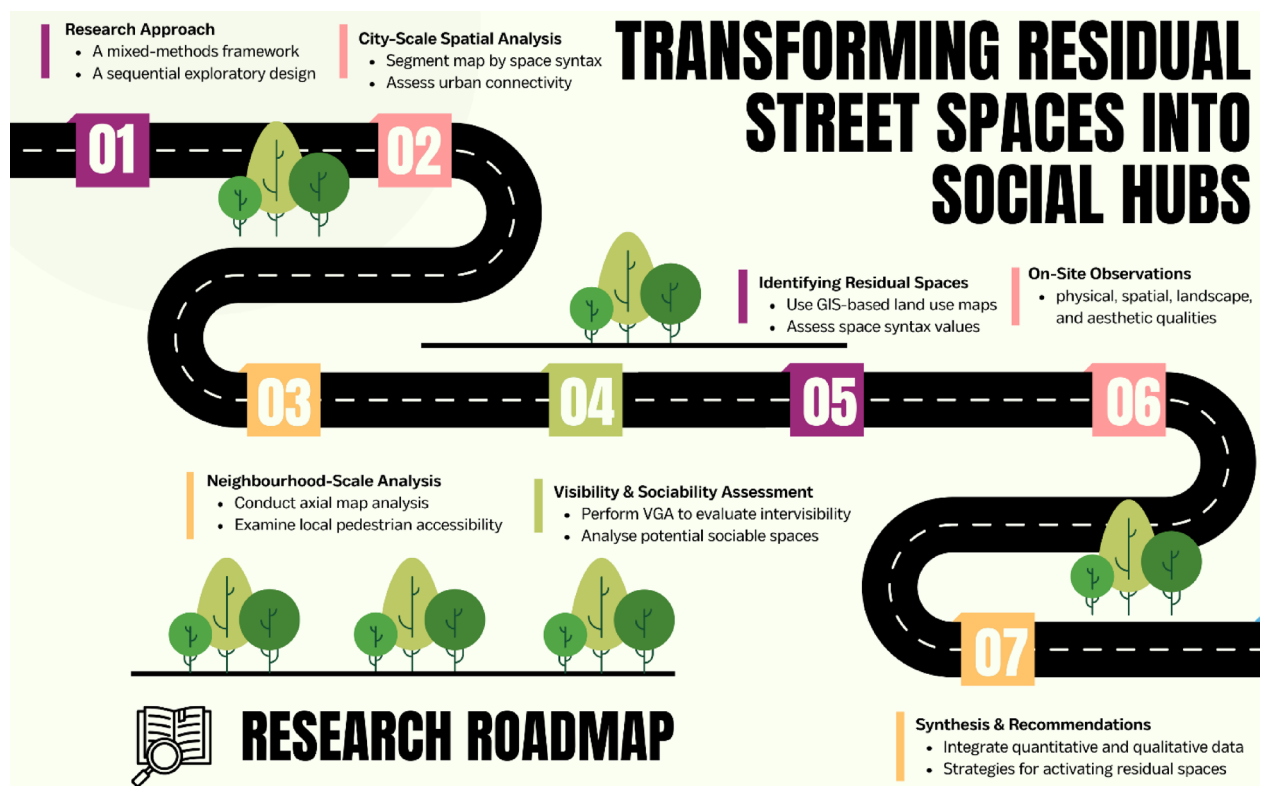 TRANSFORMING RESIDUAL
STREET SPACES INTO
SOCIAL HUBS
Research Approach
• A mixed-methods framework
• A sequential exploratory design
City-Scale Spatial Analysis
• Segment map by space syntax
• Assess urban connectivity
01
02
Identifying Residual Spaces
• Use GIS-based land use maps
• Assess space syntax values
On-Site Observations
• physical, spatial, landscape,
and aesthetic qualities
03
04
05
06
Neighbourhood-Scale Analysis
• Conduct axial map analysis
• Examine local pedestrian accessibility
Visibility & Sociability Assessment
• Perform VGA to evaluate intervisibility
• Analyse potential sociable spaces
07
RESEARCH ROADMAP
Synthesis & Recommendations
• Integrate quantitative and qualitative data
• Strategies for activating residual spaces